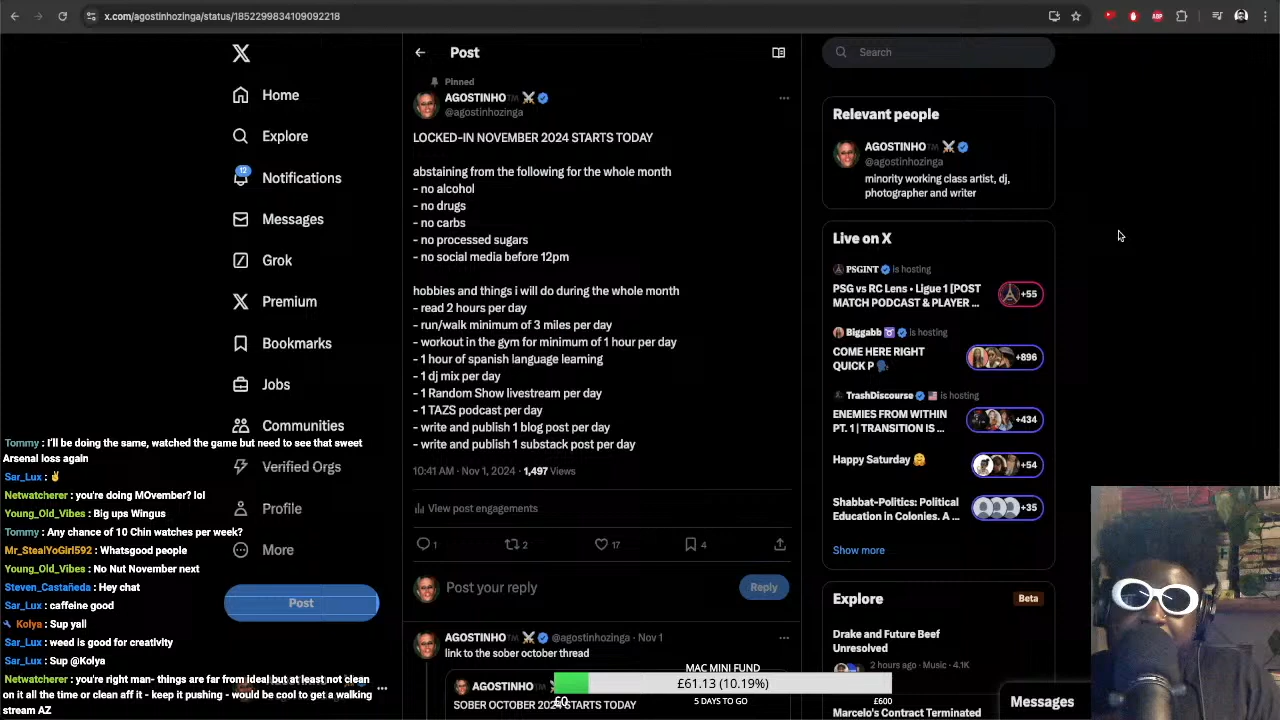 x.com/agostinhozinga/status/1852299834109092218
Home
Explore
12
Notifications
Messages
Grok
Premium
Bookmarks
Jobs
Communities
Verified Orgs
Profile
More
Post
Post
Pinned
AGOSTINHO™ ⚔️
@agostinhozinga
LOCKED-IN NOVEMBER 2024 STARTS TODAY
abstaining from the following for the whole month
- no alcohol
- no drugs
- no carbs
- no processed sugars
- no social media before 12pm
hobbies and things i will do during the whole month
- read 2 hours per day
- run/walk minimum of 3 miles per day
- workout in the gym for minimum of 1 hour per day
- 1 hour of spanish language learning
- 1 dj mix per day
- 1 Random Show livestream per day
- 1 TAZS podcast per day
- write and publish 1 blog post per day
- write and publish 1 substack post per day
10:41 AM · Nov 1, 2024 · 1,497 Views
View post engagements
1 2 17 4
Post your reply
Reply
AGOSTINHO™ ⚔️ @agostinhozinga · Nov 1
link to the sober october thread
AGOSTINHO
SOBER OCTOBER 2024 STARTS TODAY
Search
Relevant people
AGOSTINHO™ ⚔️
@agostinhozinga
minority working class artist, dj,
photographer and writer
Live on X
PSGINT is hosting
PSG vs RC Lens • Ligue 1 [POST
MATCH PODCAST & PLAYER ...
+55
Biggabb ♉ is hosting
COME HERE RIGHT
QUICK P 🗣️
+896
TrashDiscourse 🇺🇸 is hosting
ENEMIES FROM WITHIN
PT. 1 | TRANSITION IS ...
+434
Happy Saturday 🤗
+54
Shabbat-Politics: Political
Education in Colonies. A ...
+35
Show more
Explore
Beta
Drake and Future Beef
Unresolved
2 hours ago · Music · 4.1K
Marcelo's Contract Terminated
Messages
Tommy : I'll be doing the same, watched the game but need to see that sweet
Arsenal loss again
Sar_Lux : ✌️
Netwatcherer : you're doing MOvember? lol
Young_Old_Vibes : Big ups Wingus
Tommy : Any chance of 10 Chin watches per week?
Mr_StealYoGirl592 : Whatsgood people
Young_Old_Vibes : No Nut November next
Steven_Castañeda : Hey chat
Sar_Lux : caffeine good
Kolya : Sup yall
Sar_Lux : weed is good for creativity
Sar_Lux : Sup @Kolya
Netwatcherer : you're right man- things are far from ideal but at least not clean
on it all the time or clean aff it - keep it pushing - would be cool to get a walking
stream AZ
MAC MINI FUND
£61.13 (10.19%)
£0
£600
5 DAYS TO GO